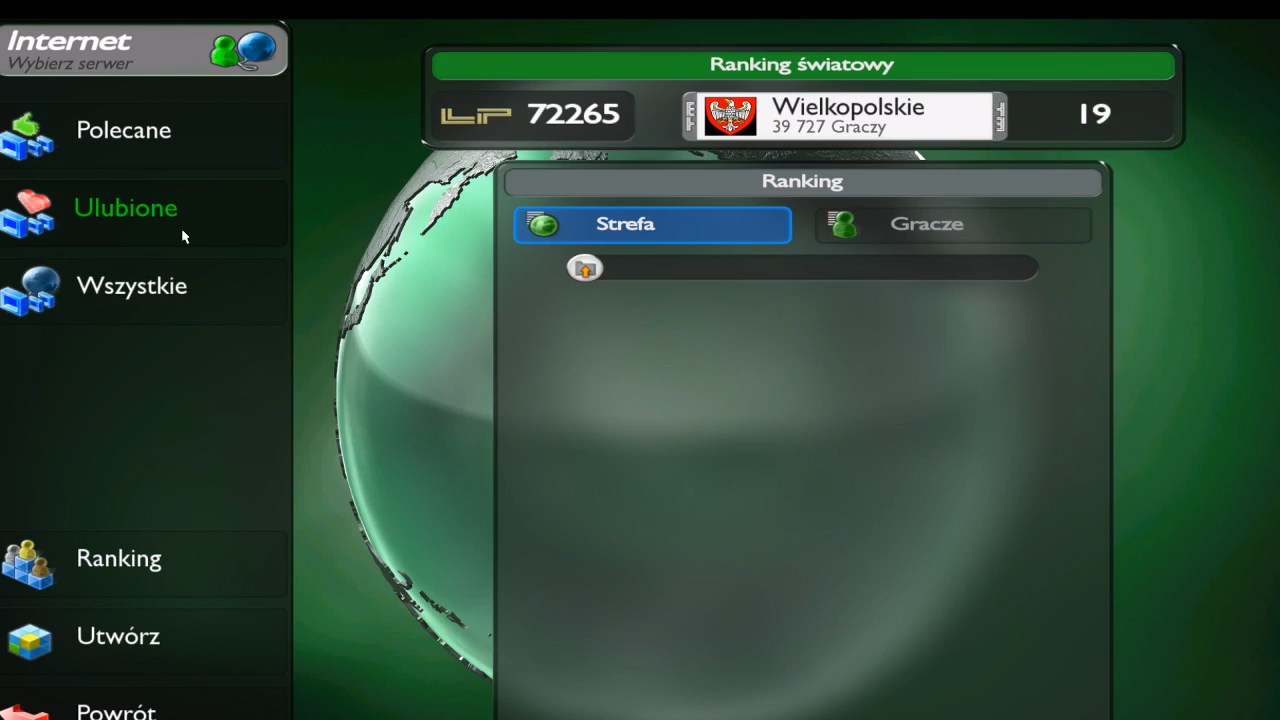 Internet
Wybierz serwer
Polecane
Ulubione
Wszystkie
Ranking
Utwórz
Powrót
Ranking światowy
LP 72265
Wielkopolskie
39 727 Graczy
19
Ranking
Strefa
Gracze